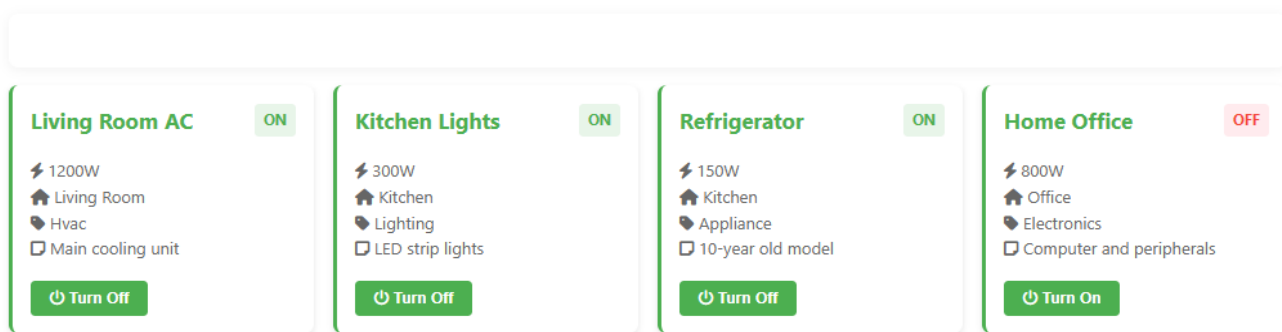 Living Room AC ON
1200W
Living Room
Hvac
Main cooling unit
Turn Off
Kitchen Lights ON
300W
Kitchen
Lighting
LED strip lights
Turn Off
Refrigerator ON
150W
Kitchen
Appliance
10-year old model
Turn Off
Home Office OFF
800W
Office
Electronics
Computer and peripherals
Turn On